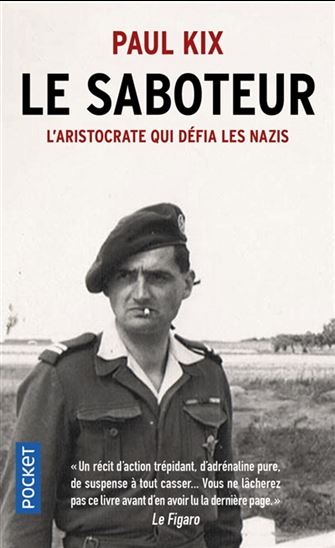 PAUL KIX
LE SABOTEUR
L'ARISTOCRATE QUI DÉFIA LES NAZIS
« Un récit d'action trépidant, d'adrénaline pure,
de suspense à tout casser... Vous ne lâcherez
pas ce livre avant d'en avoir lu la dernière page. »
Le Figaro
POCKET